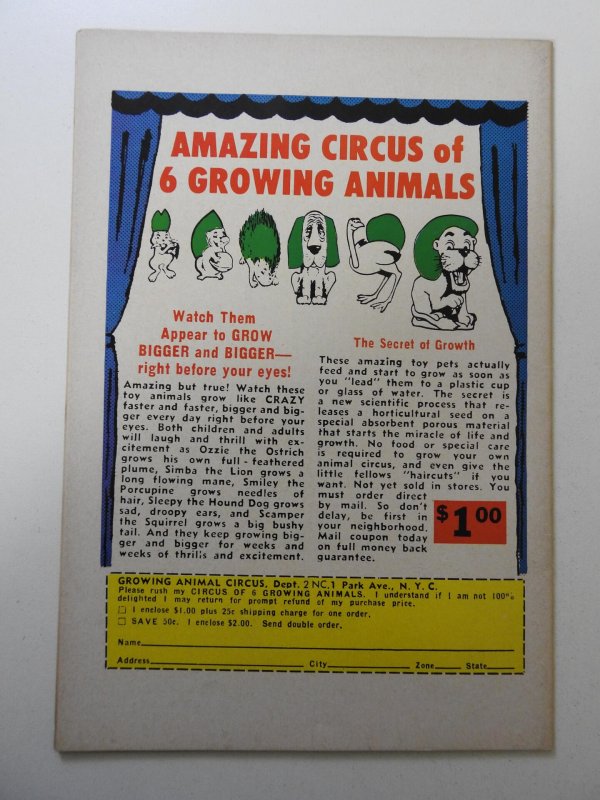 AMAZING CIRCUS of
6 GROWING ANIMALS
Watch Them
Appear to GROW
BIGGER and BIGGER—
right before your eyes!
Amazing but true! Watch these
toy animals grow like CRAZY
faster and faster, bigger and big-
ger every day right before your
eyes. Both children and adults
will laugh and thrill with ex-
citement as Ozzie the Ostrich
grows his own full - feathered
plume, Simba the Lion grows a
long flowing mane, Smiley the
Porcupine grows needles of
hair, Sleepy the Hound Dog grows
sad, droopy ears, and Scamper
the Squirrel grows a big bushy
tail. And they keep growing big-
ger and bigger for weeks and
weeks of thrills and excitement.
The Secret of Growth
These amazing toy pets actually
feed and start to grow as soon as
you "lead" them to a plastic cup
or glass of water. The secret is
a new scientific process that re-
leases a horticultural seed on a
special absorbent porous material
that starts the miracle of life and
growth. No food or special care
is required to grow your own
animal circus, and even give the
little fellows "haircuts" if you
want. Not yet sold in stores. You
must order direct
by mail. So don't
delay, be first in
your neighborhood.
Mail coupon today
on full money back
guarantee.
$1.00
GROWING ANIMAL CIRCUS, Dept. 2NC,1 Park Ave., N. Y. C.
Please rush my CIRCUS OF 6 GROWING ANIMALS. I understand if I am not 100%
delighted I may return for prompt refund of my purchase price.
I enclose $1.00 plus 25c shipping charge for one order.
SAVE 50c. I enclose $2.00. Send double order.
Name
Address City Zone State